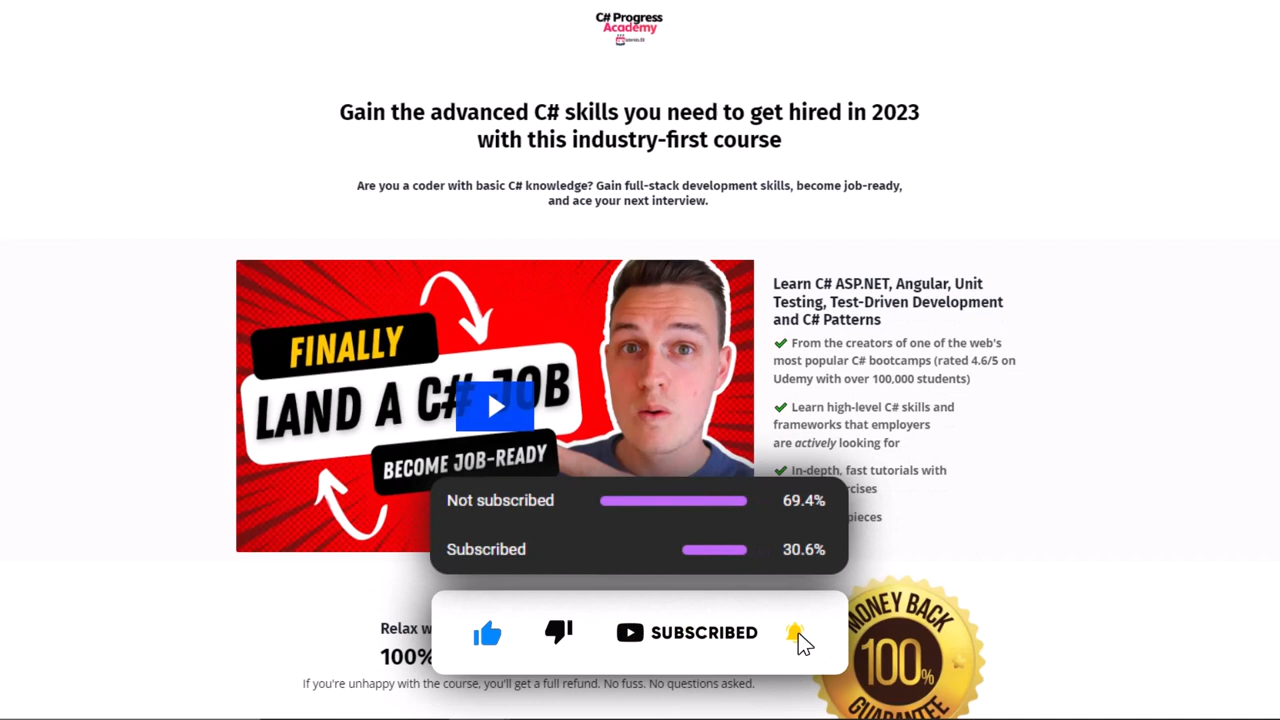 C# Progress
Academy
Gain the advanced C# skills you need to get hired in 2023
with this industry-first course
Are you a coder with basic C# knowledge? Gain full-stack development skills, become job-ready,
and ace your next interview.
FINALLY
LAND A C# JOB
BECOME JOB-READY
Learn C# ASP.NET, Angular, Unit
Testing, Test-Driven Development
and C# Patterns
From the creators of one of the web's
most popular C# bootcamps (rated 4.6/5 on
Udemy with over 100,000 students)
Learn high-level C# skills and
frameworks that employers
are actively looking for
In-depth, fast tutorials with
Not subscribed 69.4%
Subscribed 30.6%
SUBSCRIBED
Relax
100%
If you're unhappy with the course, you'll get a full refund. No fuss. No questions asked.
MONEY BACK
100%
GUARANTEE